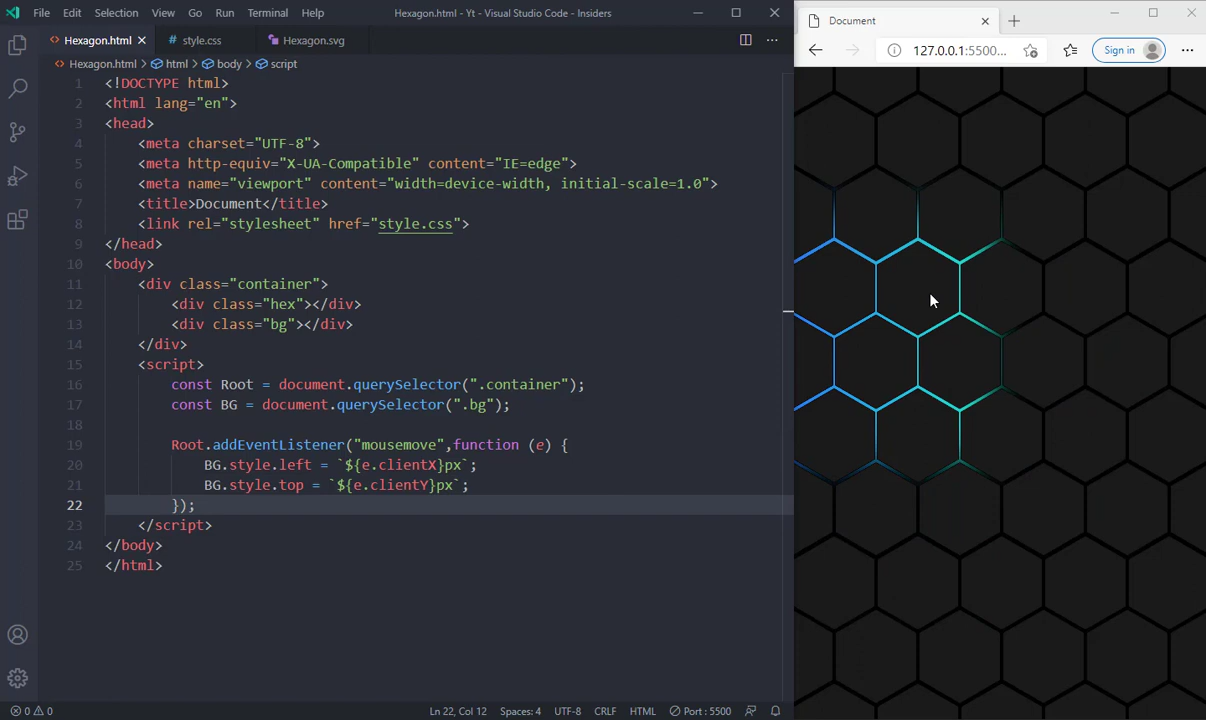 File Edit Selection View Go Run Terminal Help Hexagon.html - Yt - Visual Studio Code - Insiders
Hexagon.html style.css Hexagon.svg
Hexagon.html > html > body > script
1 <!DOCTYPE html>
2 <html lang="en">
3 <head>
4 <meta charset="UTF-8">
5 <meta http-equiv="X-UA-Compatible" content="IE=edge">
6 <meta name="viewport" content="width=device-width, initial-scale=1.0">
7 <title>Document</title>
8 <link rel="stylesheet" href="style.css">
9 </head>
10 <body>
11 <div class="container">
12 <div class="hex"></div>
13 <div class="bg"></div>
14 </div>
15 <script>
16 const Root = document.querySelector(".container");
17 const BG = document.querySelector(".bg");
18
19 Root.addEventListener("mousemove",function (e) {
20 BG.style.left = `${e.clientX}px`;
21 BG.style.top = `${e.clientY}px`;
22 });
23 </script>
24 </body>
25 </html>
0 0 Ln 22, Col 12 Spaces: 4 UTF-8 CRLF HTML Port : 5500
Document
127.0.0.1:5500... Sign in